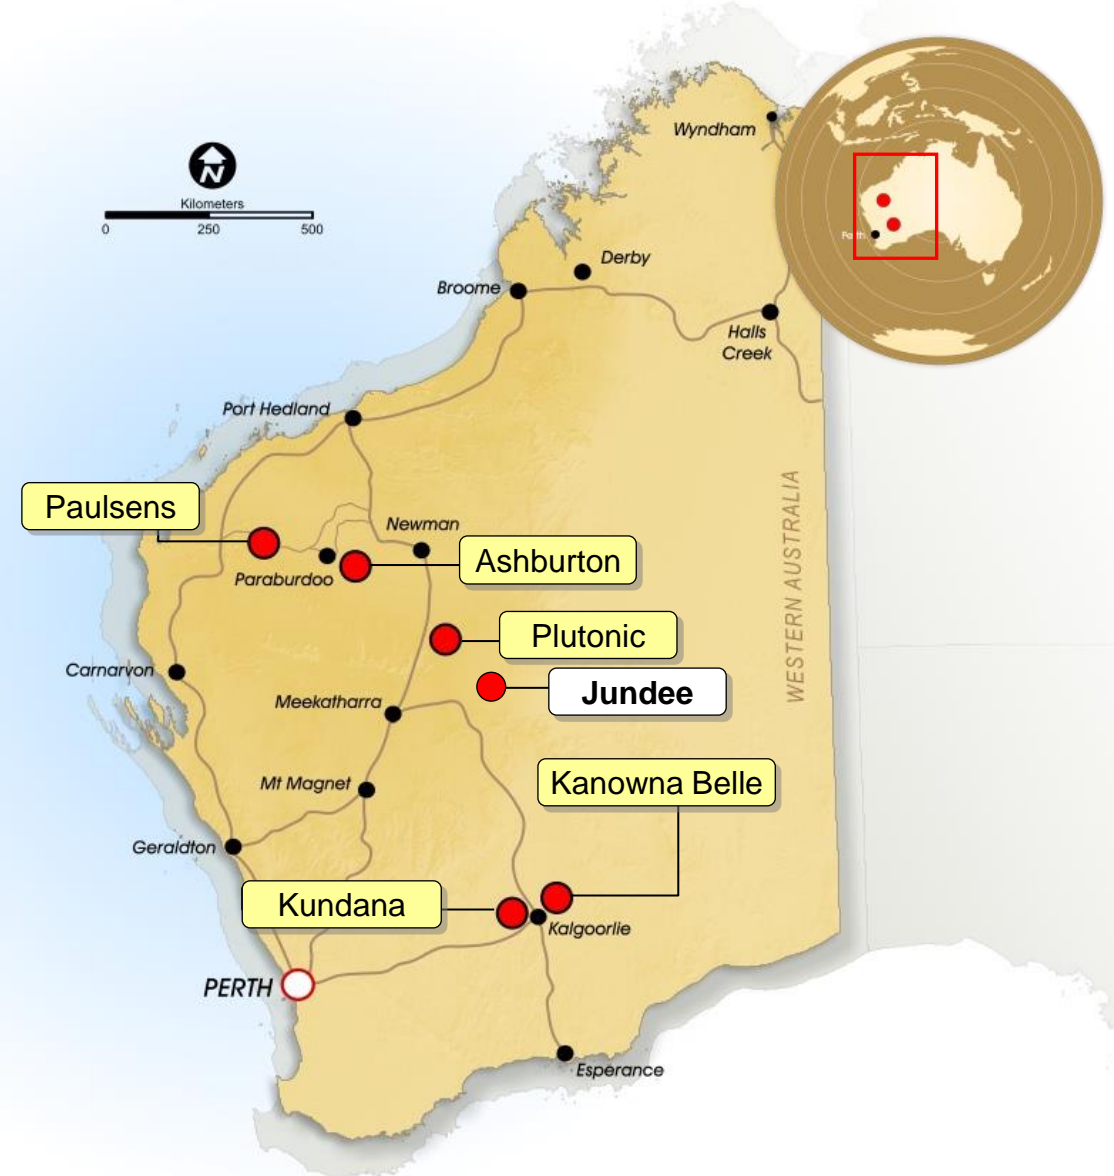 Wyndham
N
Kilometers
0 250 500
Perth
Derby
Broome
Halls
Creek
Port Hedland
WESTERN AUSTRALIA
Paulsens
Newman
Ashburton
Paraburdoo
Plutonic
Carnarvon
Jundee
Meekatharra
Kanowna Belle
Mt Magnet
Geraldton
Kundana
Kalgoorlie
PERTH
Esperance